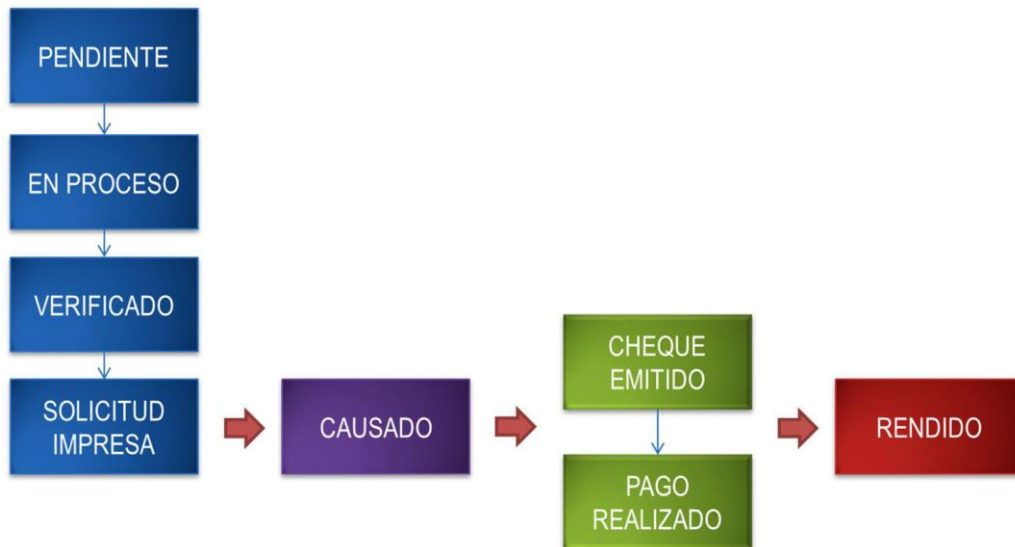 PENDIENTE
EN PROCESO
VERIFICADO
SOLICITUD
IMPRESA
CAUSADO
CHEQUE
EMITIDO
PAGO
REALIZADO
RENDIDO